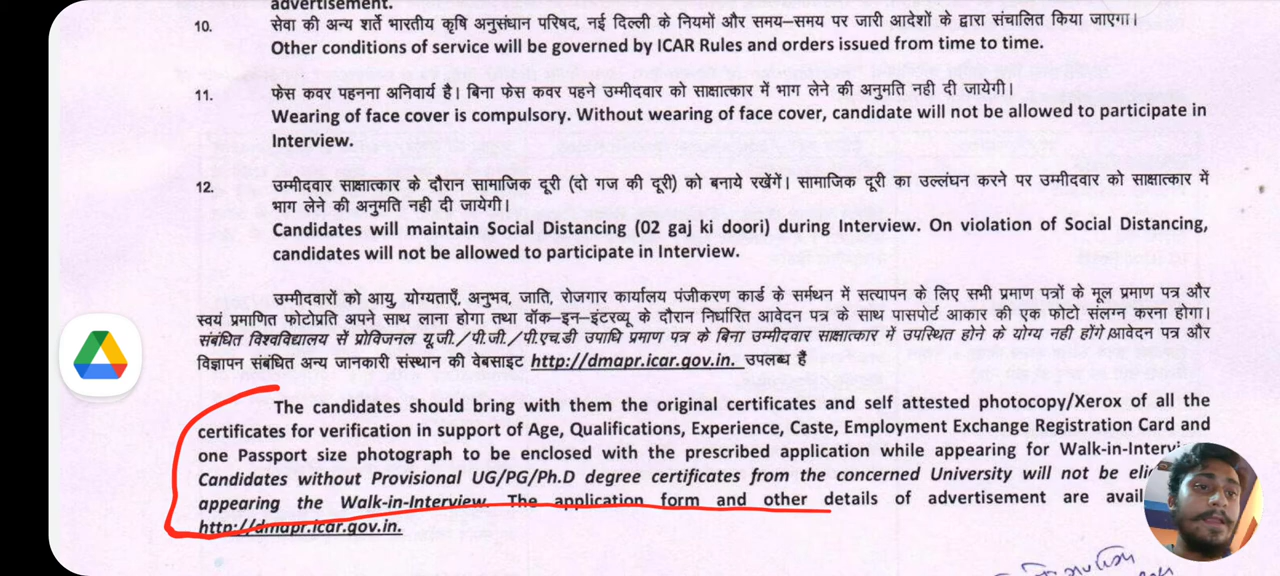 advertisement.
10. सेवा की अन्य शर्ते भारतीय कृषि अनुसंधान परिषद, नई दिल्ली के नियमों और समय–समय पर जारी आदेशों के द्वारा संचालित किया जाएगा।
Other conditions of service will be governed by ICAR Rules and orders issued from time to time.
11. फेस कवर पहनना अनिवार्य है। बिना फेस कवर पहने उम्मीदवार को साक्षात्कार में भाग लेने की अनुमति नही दी जायेगी।
Wearing of face cover is compulsory. Without wearing of face cover, candidate will not be allowed to participate in
Interview.
12. उम्मीदवार साक्षात्कार के दौरान सामाजिक दूरी (दो गज की दूरी) को बनाये रखेंगें। सामाजिक दूरी का उल्लंघन करने पर उम्मीदवार को साक्षात्कार में
भाग लेने की अनुमति नही दी जायेगी।
Candidates will maintain Social Distancing (02 gaj ki doori) during Interview. On violation of Social Distancing,
candidates will not be allowed to participate in Interview.
उम्मीदवारों को आयु, योग्यताएँ, अनुभव, जाति, रोजगार कार्यालय पंजीकरण कार्ड के सर्मथन में सत्यापन के लिए सभी प्रमाण पत्रों के मूल प्रमाण पत्र और
स्वयं प्रमाणित फोटोप्रति अपने साथ लाना होगा तथा वॉक–इन–इंटरव्यू के दौरान निर्धारित आवेदन पत्र के साथ पासपोर्ट आकार की एक फोटो संलग्न करना होगा।
संबंधित विश्वविद्यालय सें प्रोविजनल यू.जी./पी.जी./पी.एच.डी उपाधि प्रमाण पत्र के बिना उम्मीदवार साक्षात्कार में उपस्थित होने के योग्य नही होंगे।आवेदन पत्र और
विज्ञापन संबंधित अन्य जानकारी संस्थान की वेबसाइट http://dmapr.icar.gov.in. उपलब्ध हैं
The candidates should bring with them the original certificates and self attested photocopy/Xerox of all the
certificates for verification in support of Age, Qualifications, Experience, Caste, Employment Exchange Registration Card and
one Passport size photograph to be enclosed with the prescribed application while appearing for Walk-in-
Candidates without Provisional UG/PG/Ph.D degree certificates from the concerned University will not be
appearing the Walk-in-Interview. The application form and other details of advertisement are
http://dmapr.icar.gov.in.